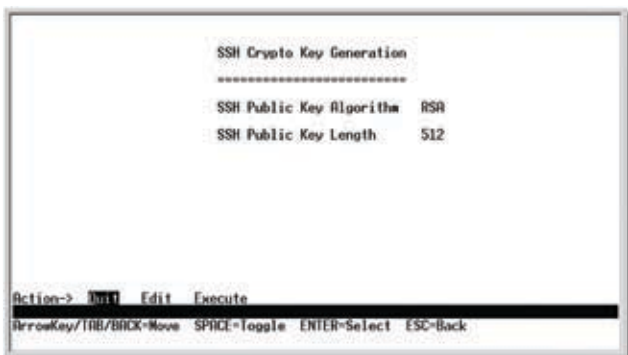 SSH Crypto Key Generation
=========================
SSH Public Key Algorithm RSA
SSH Public Key Length 512
Action-> Quit Edit Execute
ArrowKey/TAB/BACK=Move SPACE=Toggle ENTER=Select ESC=Back